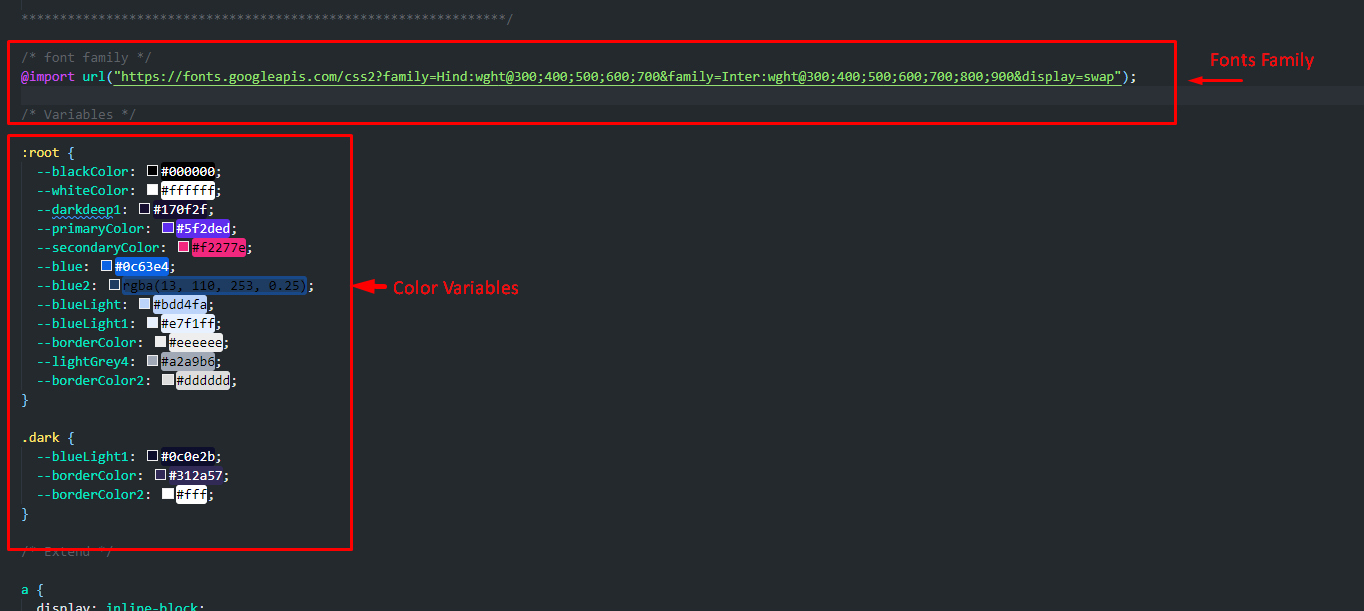 ***************************************************************/
/* font family */
@import url("https://fonts.googleapis.com/css2?family=Hind:wght@300;400;500;600;700&family=Inter:wght@300;400;500;600;700;800;900&display=swap");
Fonts Family
/* Variables */
:root {
--blackColor: #000000;
--whiteColor: #ffffff;
--darkdeep1: #170f2f;
--primaryColor: #5f2ded;
--secondaryColor: #f2277e;
--blue: #0c63e4;
--blue2: rgba(13, 110, 253, 0.25);
Color Variables
--blueLight: #bdd4fa;
--blueLight1: #e7f1ff;
--borderColor: #eeeeee;
--lightGrey4: #a2a9b6;
--borderColor2: #dddddd;
}
.dark {
--blueLight1: #0c0e2b;
--borderColor: #312a57;
--borderColor2: #fff;
}
/* Extend */
a {
display: inline-block;